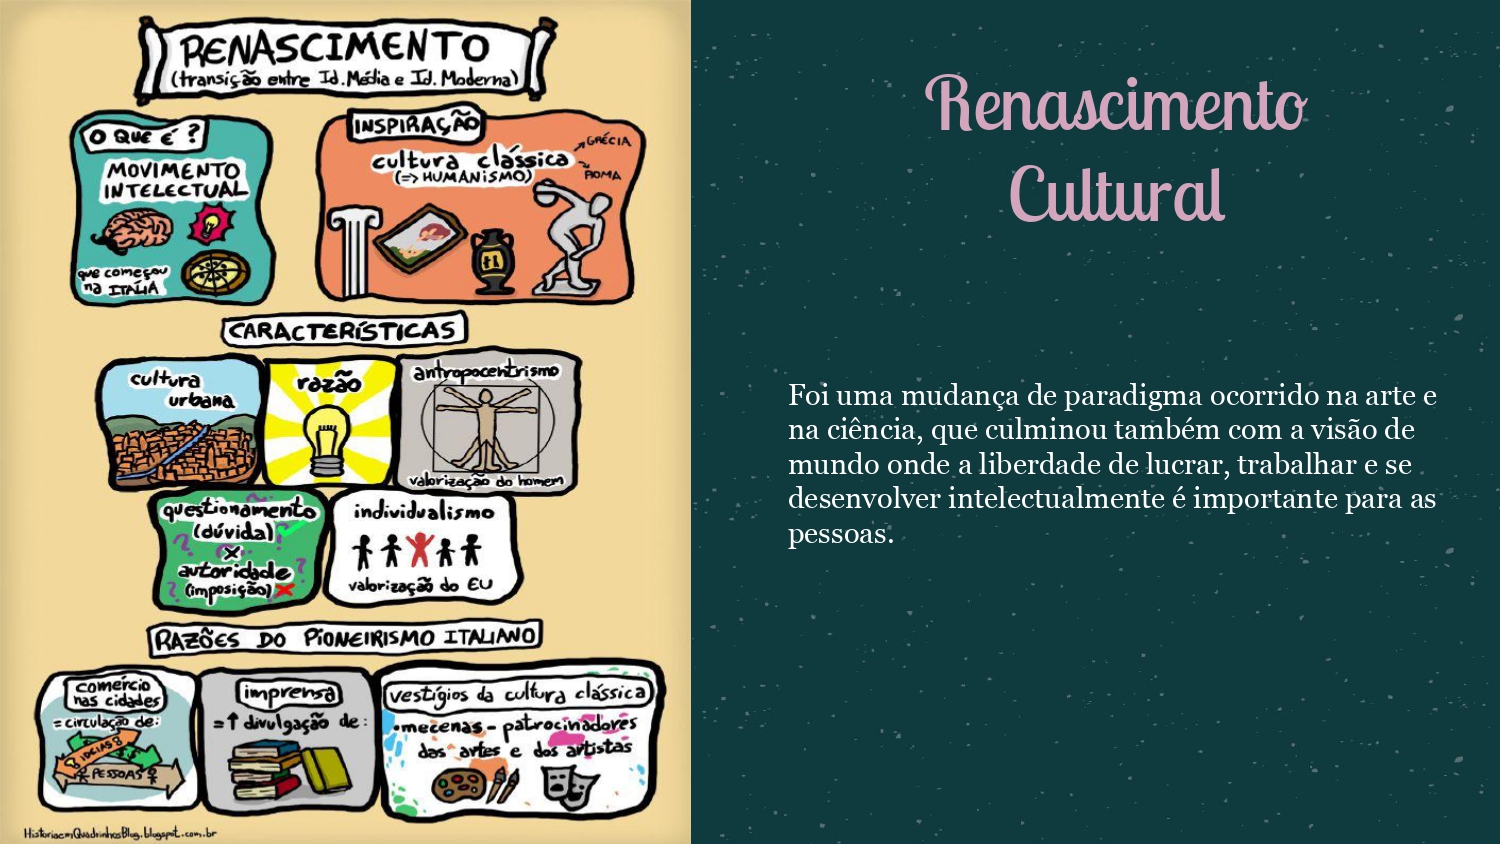 RENASCIMENTO
(transição entre Id. Média e Id. Moderna)
O QUE É?
MOVIMENTO
INTELECTUAL
que começou
na ITÁLIA
INSPIRAÇÃO
cultura clássica
(=> HUMANISMO)
GRÉCIA
ROMA
CARACTERÍSTICAS
cultura
urbana
razão
antropocentrismo
valorização do homem
questionamento
(dúvida)
x
autoridade
(imposição)
individualismo
valorização do EU
RAZÕES DO PIONEIRISMO ITALIANO
comércio
nas cidades
= circulação de:
IDEIAS
PESSOAS
imprensa
= ↑ divulgação de:
vestígios da cultura clássica
•mecenas - patrocinadores
das artes e dos artistas
HistoriaemQuadrinhosBlog.blogspot.com.br
Renascimento
Cultural
Foi uma mudança de paradigma ocorrido na arte e
na ciência, que culminou também com a visão de
mundo onde a liberdade de lucrar, trabalhar e se
desenvolver intelectualmente é importante para as
pessoas.